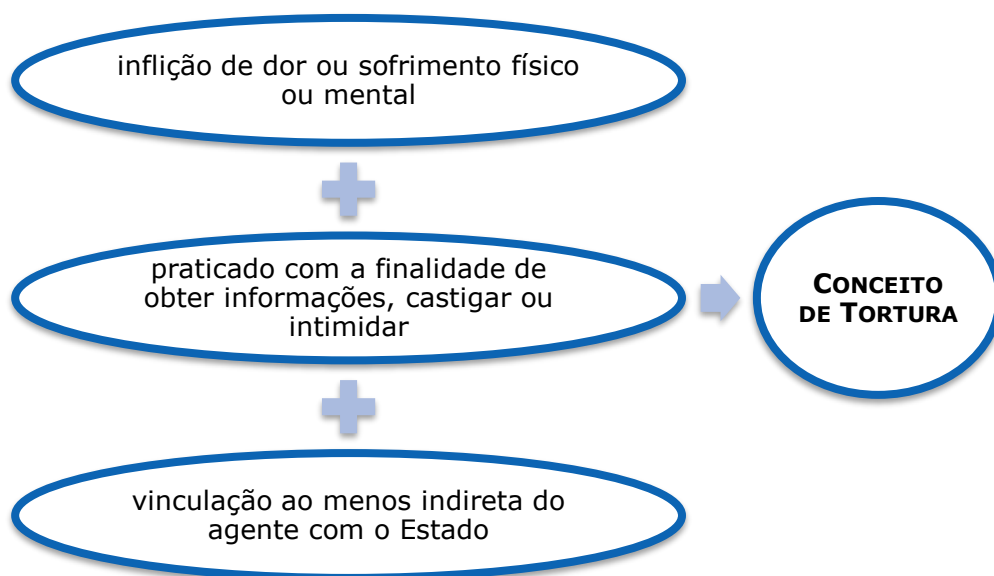 inflição de dor ou sofrimento físico
ou mental
praticado com a finalidade de
obter informações, castigar ou
intimidar
CONCEITO
DE TORTURA
vinculação ao menos indireta do
agente com o Estado